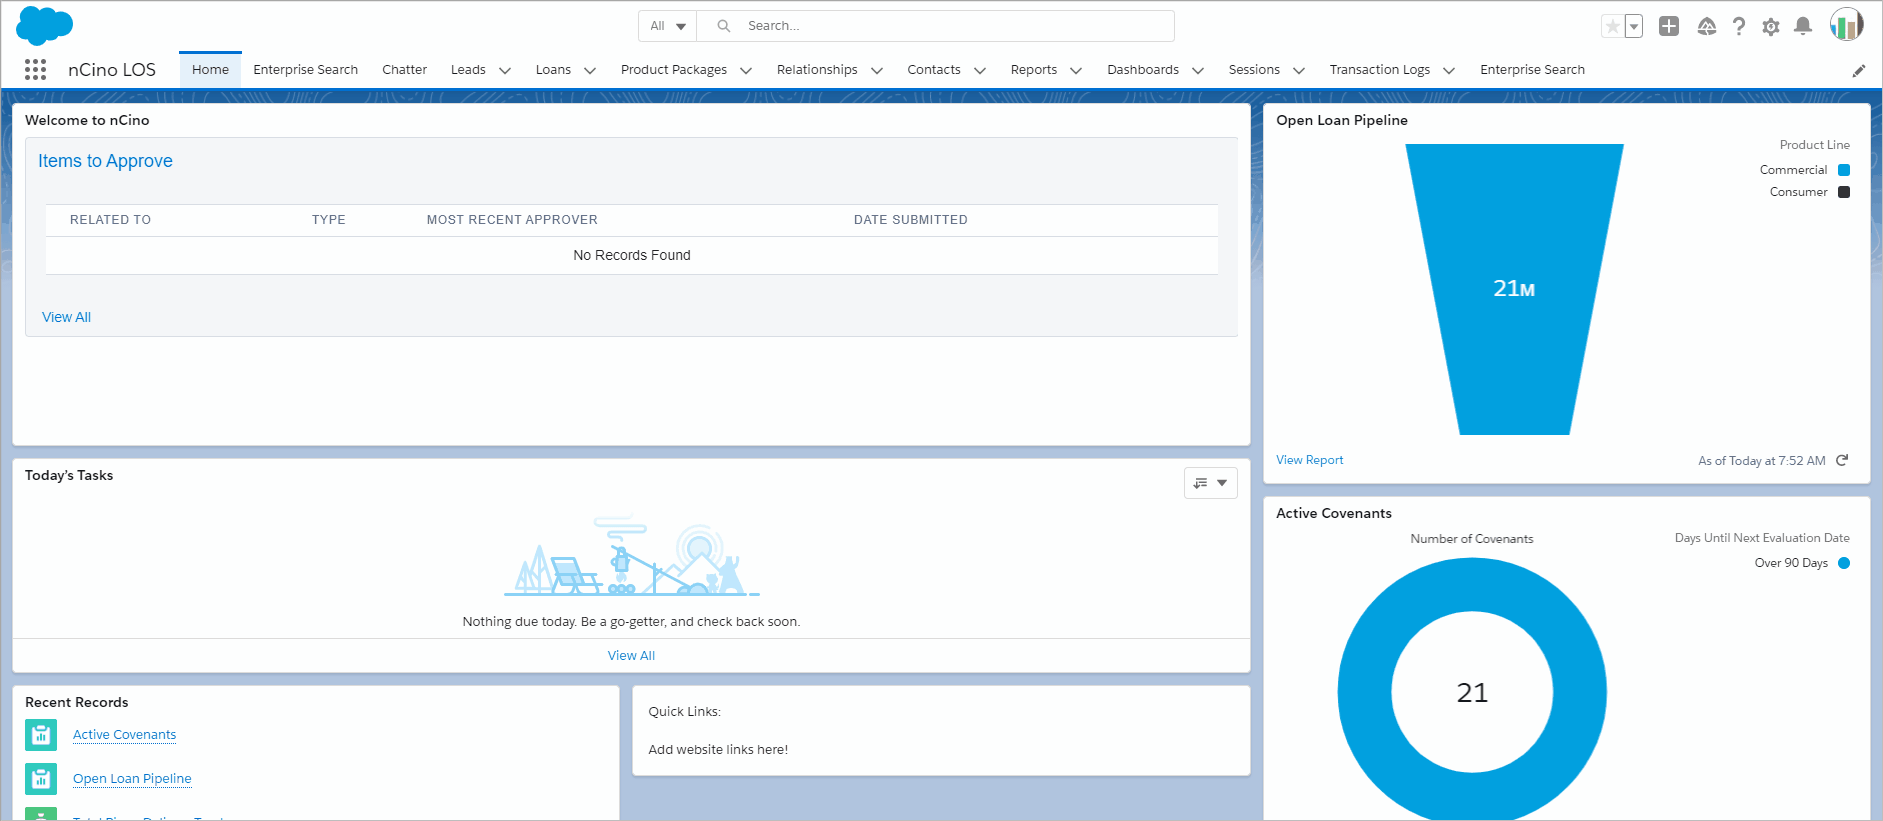 All
Search...
nCino LOS
Home
Enterprise Search
Chatter
Leads
Loans
Product Packages
Relationships
Contacts
Reports
Dashboards
Sessions
Transaction Logs
Enterprise Search
Welcome to nCino
Items to Approve
RELATED TO
TYPE
MOST RECENT APPROVER
DATE SUBMITTED
No Records Found
View All
Today's Tasks
Nothing due today. Be a go-getter, and check back soon.
View All
Recent Records
Active Covenants
Open Loan Pipeline
Quick Links:
Add website links here!
Open Loan Pipeline
Product Line
Commercial
Consumer
21M
View Report
As of Today at 7:52 AM
Active Covenants
Number of Covenants
Days Until Next Evaluation Date
Over 90 Days
21